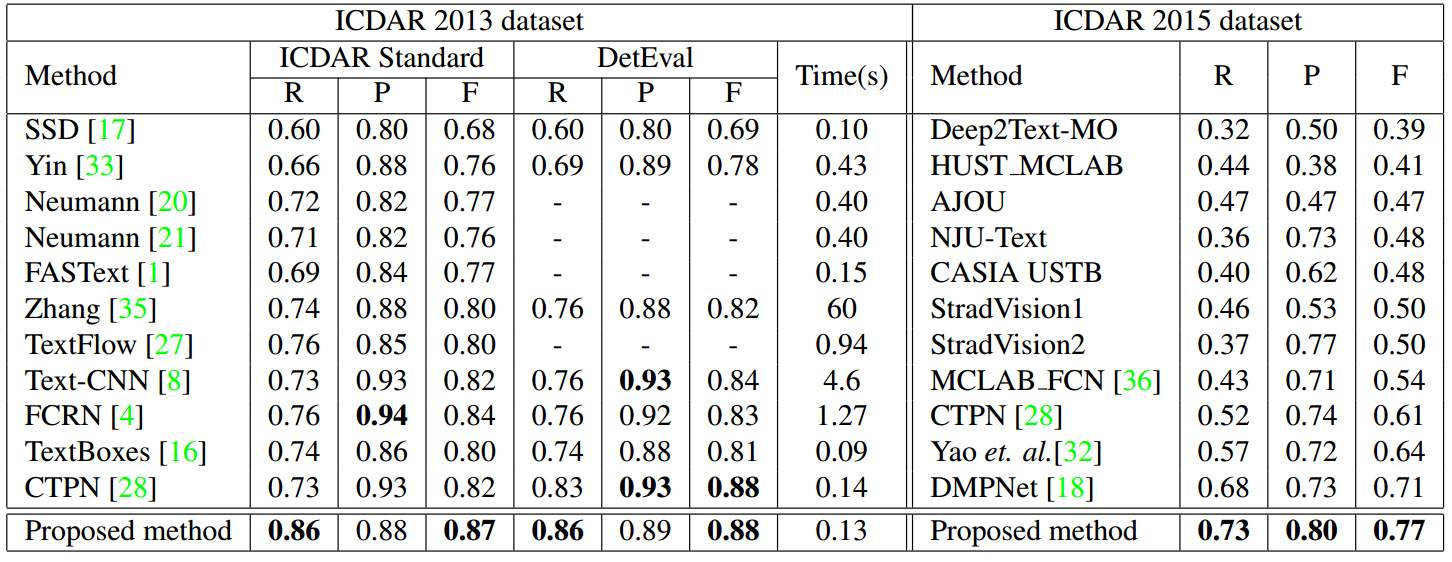 ICDAR 2013 dataset ICDAR 2015 dataset
Method ICDAR Standard DetEval Time(s) Method R P F
R P F R P F
SSD [17] 0.60 0.80 0.68 0.60 0.80 0.69 0.10 Deep2Text-MO 0.32 0.50 0.39
Yin [33] 0.66 0.88 0.76 0.69 0.89 0.78 0.43 HUST_MCLAB 0.44 0.38 0.41
Neumann [20] 0.72 0.82 0.77 - - - 0.40 AJOU 0.47 0.47 0.47
Neumann [21] 0.71 0.82 0.76 - - - 0.40 NJU-Text 0.36 0.73 0.48
FASText [1] 0.69 0.84 0.77 - - - 0.15 CASIA USTB 0.40 0.62 0.48
Zhang [35] 0.74 0.88 0.80 0.76 0.88 0.82 60 StradVision1 0.46 0.53 0.50
TextFlow [27] 0.76 0.85 0.80 - - - 0.94 StradVision2 0.37 0.77 0.50
Text-CNN [8] 0.73 0.93 0.82 0.76 0.93 0.84 4.6 MCLAB_FCN [36] 0.43 0.71 0.54
FCRN [4] 0.76 0.94 0.84 0.76 0.92 0.83 1.27 CTPN [28] 0.52 0.74 0.61
TextBoxes [16] 0.74 0.86 0.80 0.74 0.88 0.81 0.09 Yao et. al.[32] 0.57 0.72 0.64
CTPN [28] 0.73 0.93 0.82 0.83 0.93 0.88 0.14 DMPNet [18] 0.68 0.73 0.71
Proposed method 0.86 0.88 0.87 0.86 0.89 0.88 0.13 Proposed method 0.73 0.80 0.77